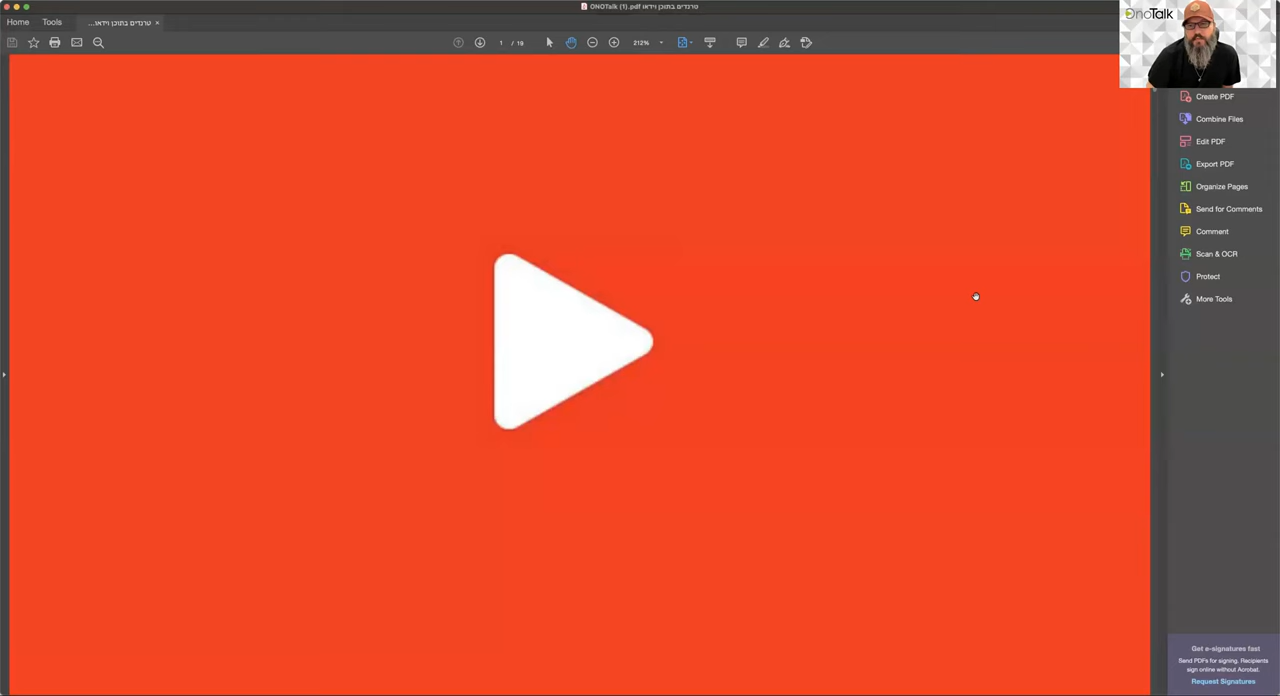 ONOTalk (1).pdf טרנדים בתוכן וידאו
Home
Tools
טרנדים בתוכן וידאו...
1 / 19
212%
OnoTalk
Create PDF
Combine Files
Edit PDF
Export PDF
Organize Pages
Send for Comments
Comment
Scan & OCR
Protect
More Tools
Get e-signatures fast
Send PDFs for signing. Recipients
sign online without Acrobat.
Request Signatures